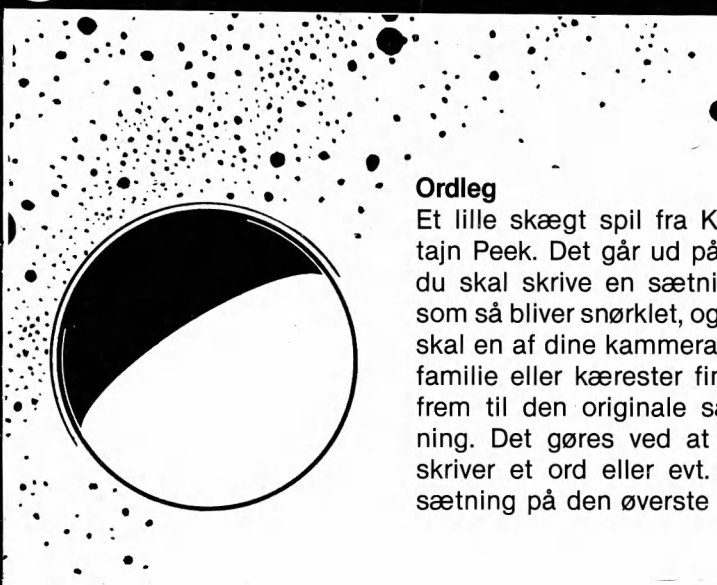 Ordleg
Et lille skægt spil fra K
tajn Peek. Det går ud på
du skal skrive en sætni
som så bliver snørklet, og
skal en af dine kammera
familie eller kærester fir
frem til den originale sæ
ning. Det gøres ved at
skriver et ord eller evt.
sætning på den øverste